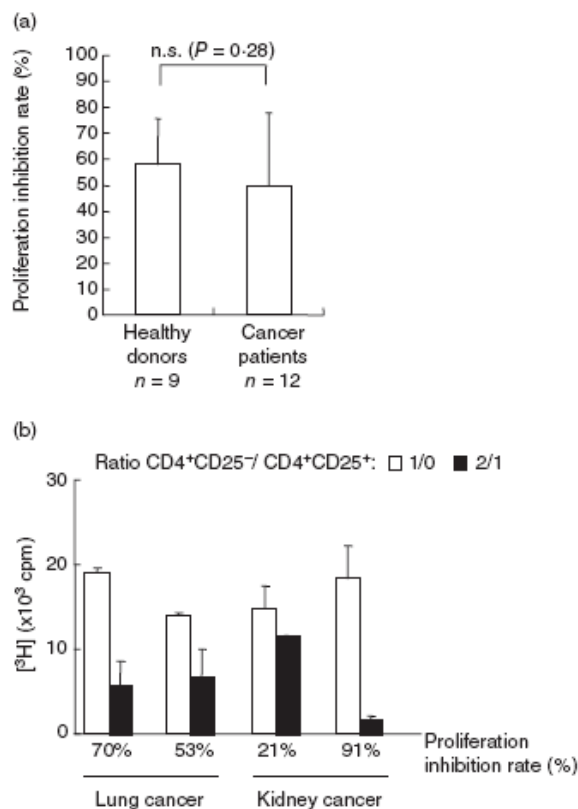 (a)
n.s. (P = 0·28)
Proliferation inhibition rate (%)
100
90
80
70
60
50
40
30
20
10
0
Healthy donors n = 9
Cancer patients n = 12
(b)
Ratio CD4⁺CD25⁻/ CD4⁺CD25⁺: 1/0 2/1
[³H] (x10³ cpm)
30
20
10
0
70% 53% 21% 91% Proliferation inhibition rate (%)
Lung cancer Kidney cancer